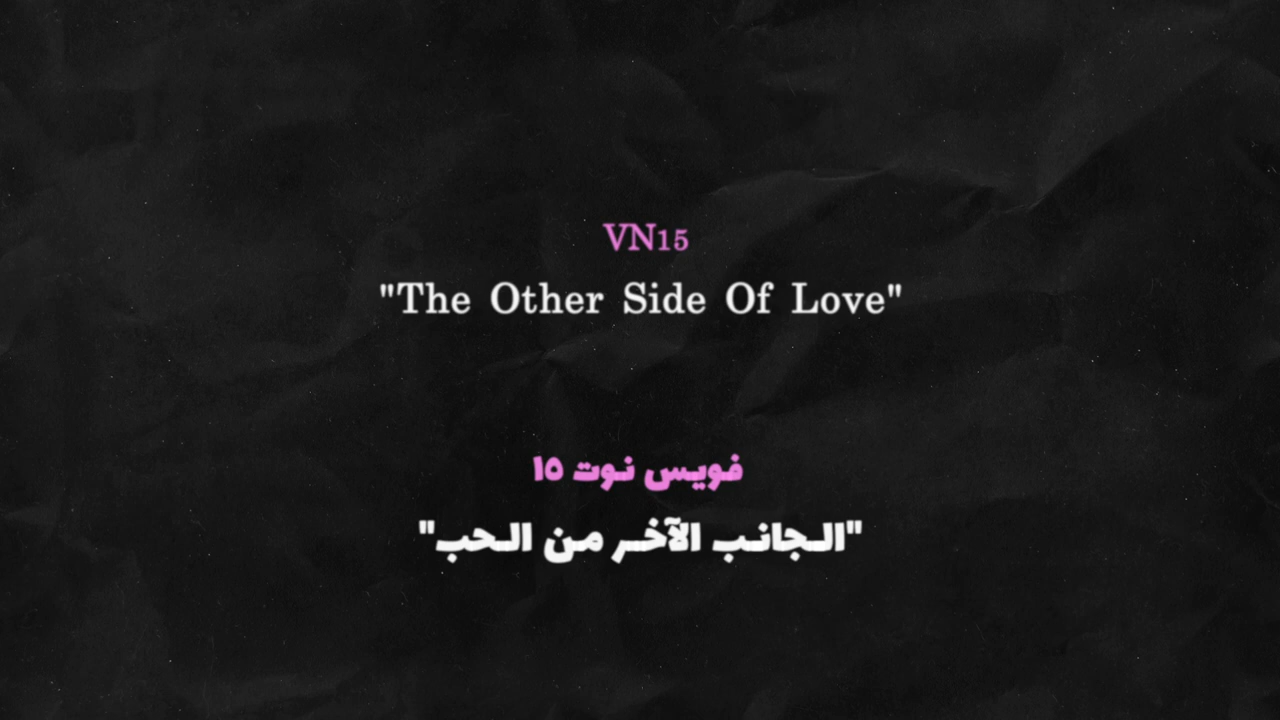 VN15
"The Other Side Of Love"
فويس نوت ١٥
"الجانب الآخر من الحب"